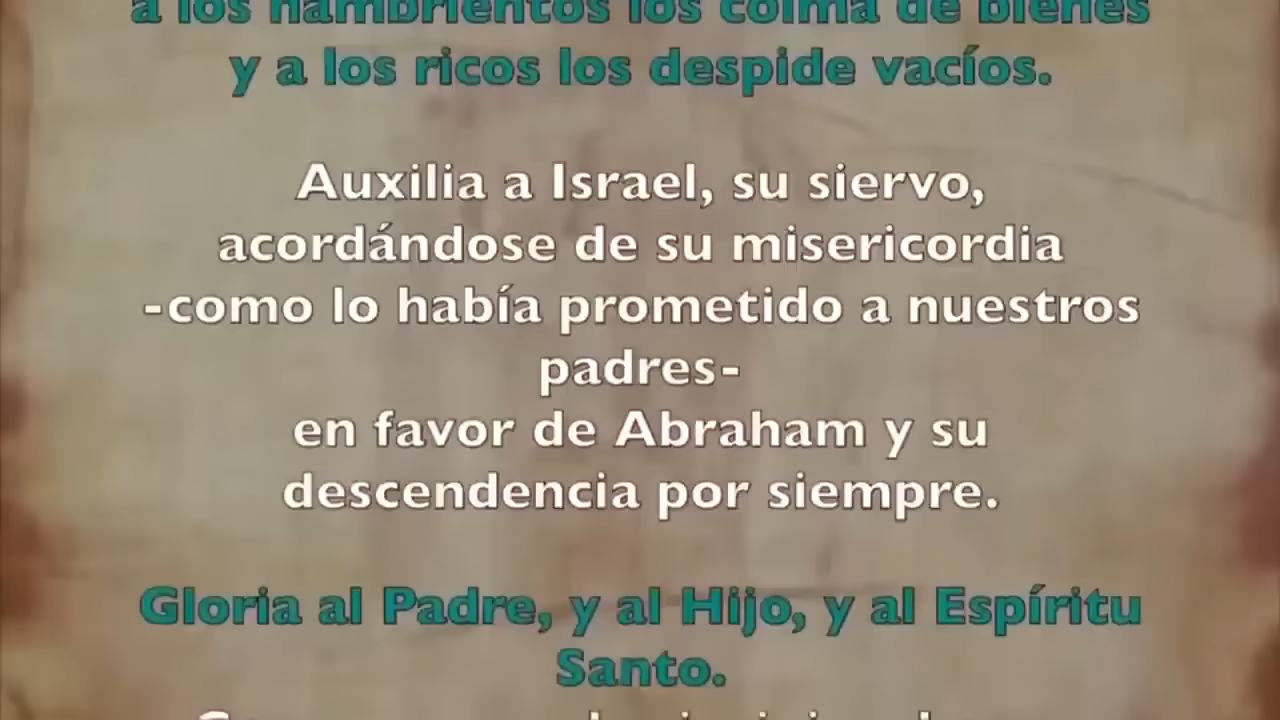 a los hambrientos los colma de bienes
y a los ricos los despide vacíos.
Auxilia a Israel, su siervo,
acordándose de su misericordia
-como lo había prometido a nuestros
padres-
en favor de Abraham y su
descendencia por siempre.
Gloria al Padre, y al Hijo, y al Espíritu
Santo.